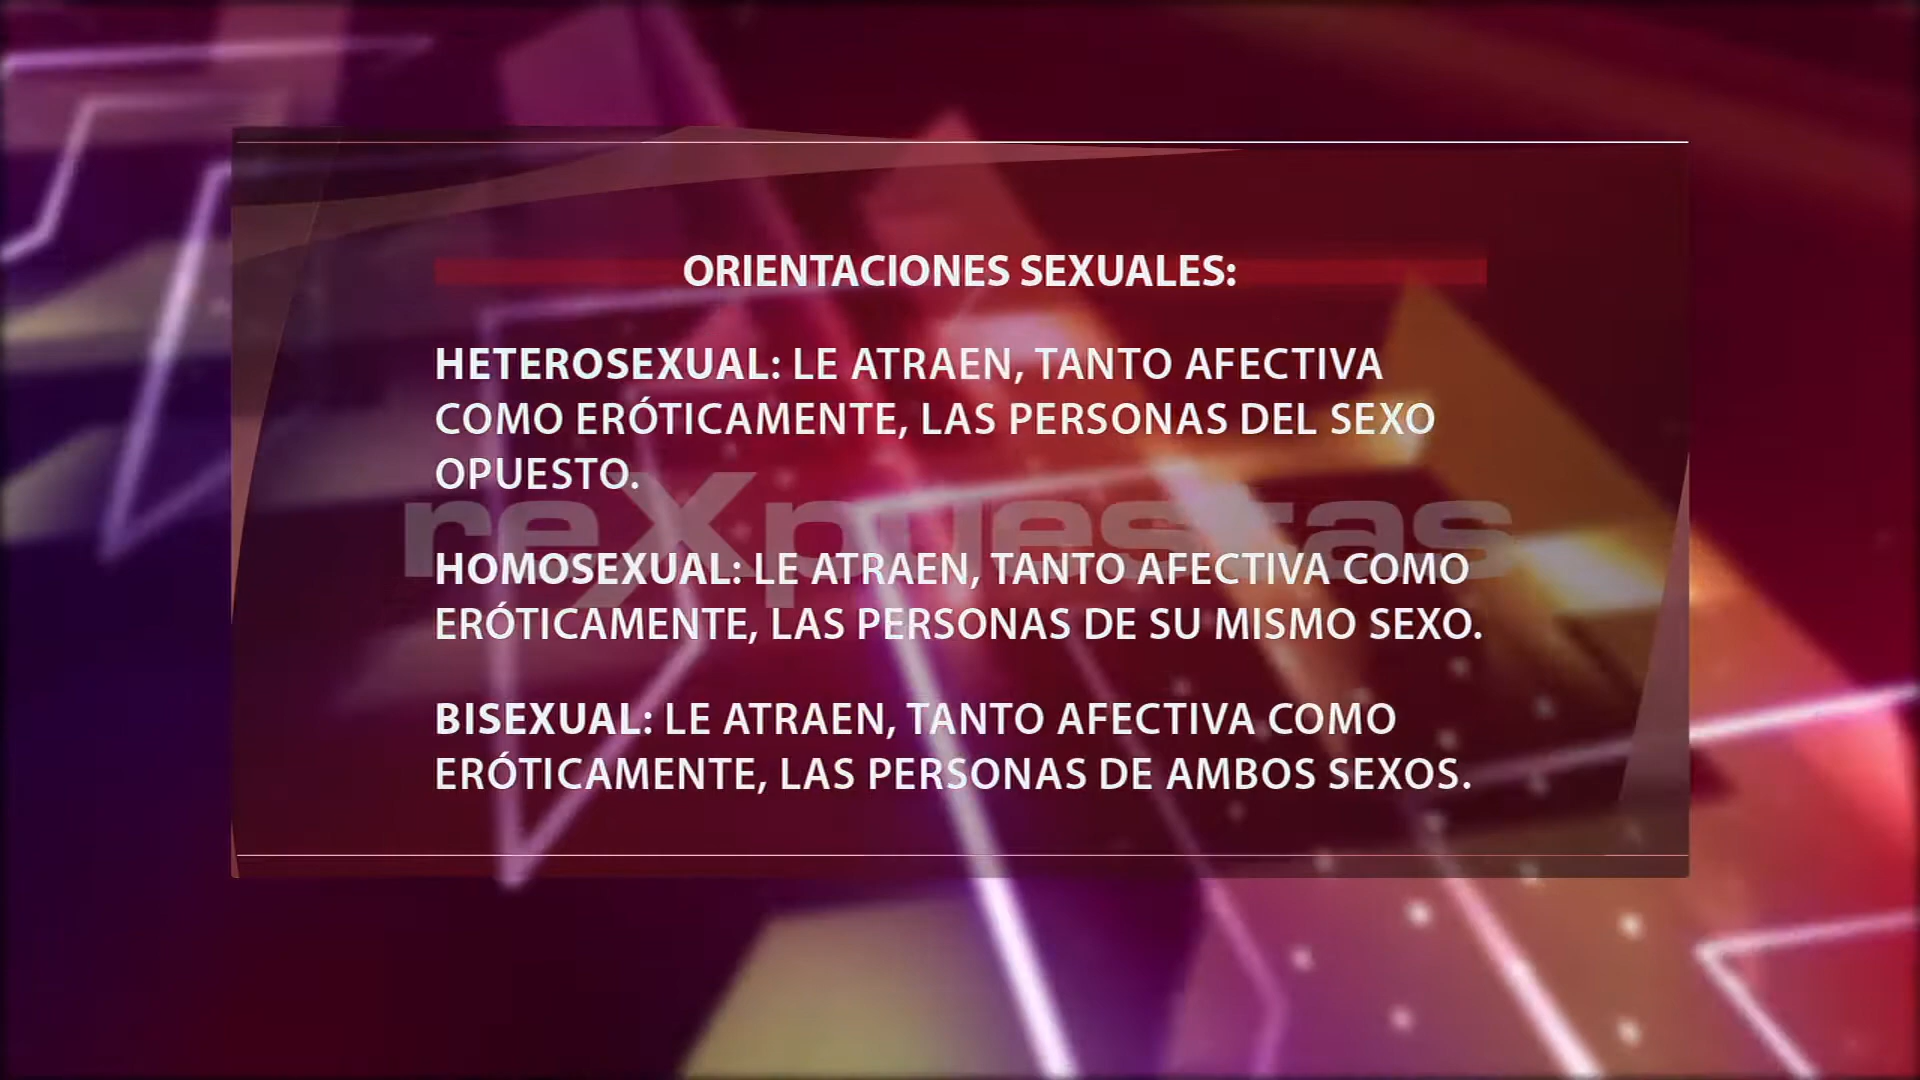 ORIENTACIONES SEXUALES:
HETEROSEXUAL: LE ATRAEN, TANTO AFECTIVA
COMO ERÓTICAMENTE, LAS PERSONAS DEL SEXO
OPUESTO.
reXpuestas
HOMOSEXUAL: LE ATRAEN, TANTO AFECTIVA COMO
ERÓTICAMENTE, LAS PERSONAS DE SU MISMO SEXO.
BISEXUAL: LE ATRAEN, TANTO AFECTIVA COMO
ERÓTICAMENTE, LAS PERSONAS DE AMBOS SEXOS.